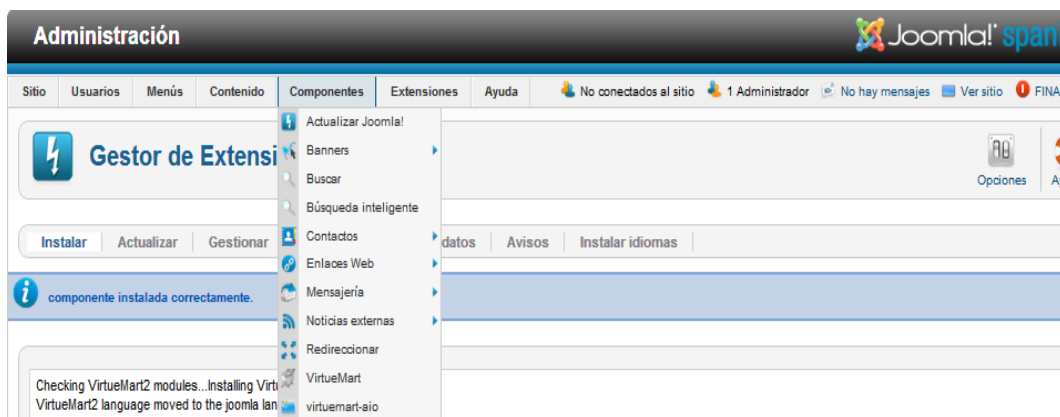 Administración
Joomla! span
Sitio Usuarios Menús Contenido Componentes Extensiones Ayuda No conectados al sitio 1 Administrador No hay mensajes Ver sitio FINA
Actualizar Joomla!
Gestor de Extensi
Banners
Buscar
Opciones
Búsqueda inteligente
Instalar Actualizar Gestionar Contactos datos Avisos Instalar idiomas
Enlaces Web
componente instalada correctamente.
Mensajería
Noticias externas
Redireccionar
VirtueMart
Checking VirtueMart2 modules...Installing Virtu
VirtueMart2 language moved to the joomla lan
virtuemart-aio